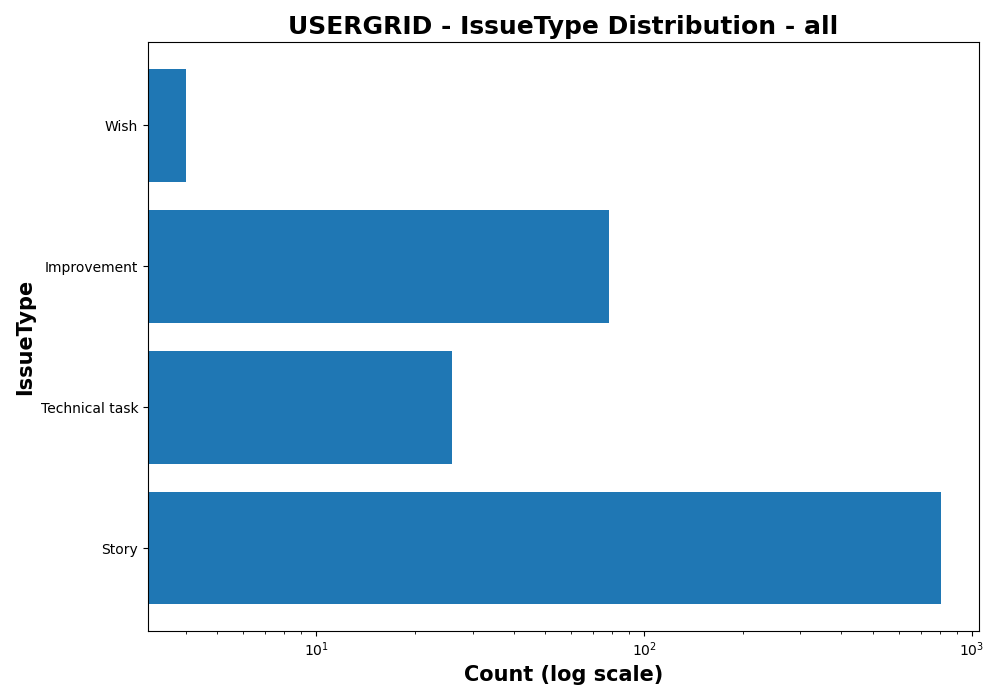 USERGRID - IssueType Distribution - all
IssueType
Wish
Improvement
Technical task
Story
10¹
10²
10³
Count (log scale)